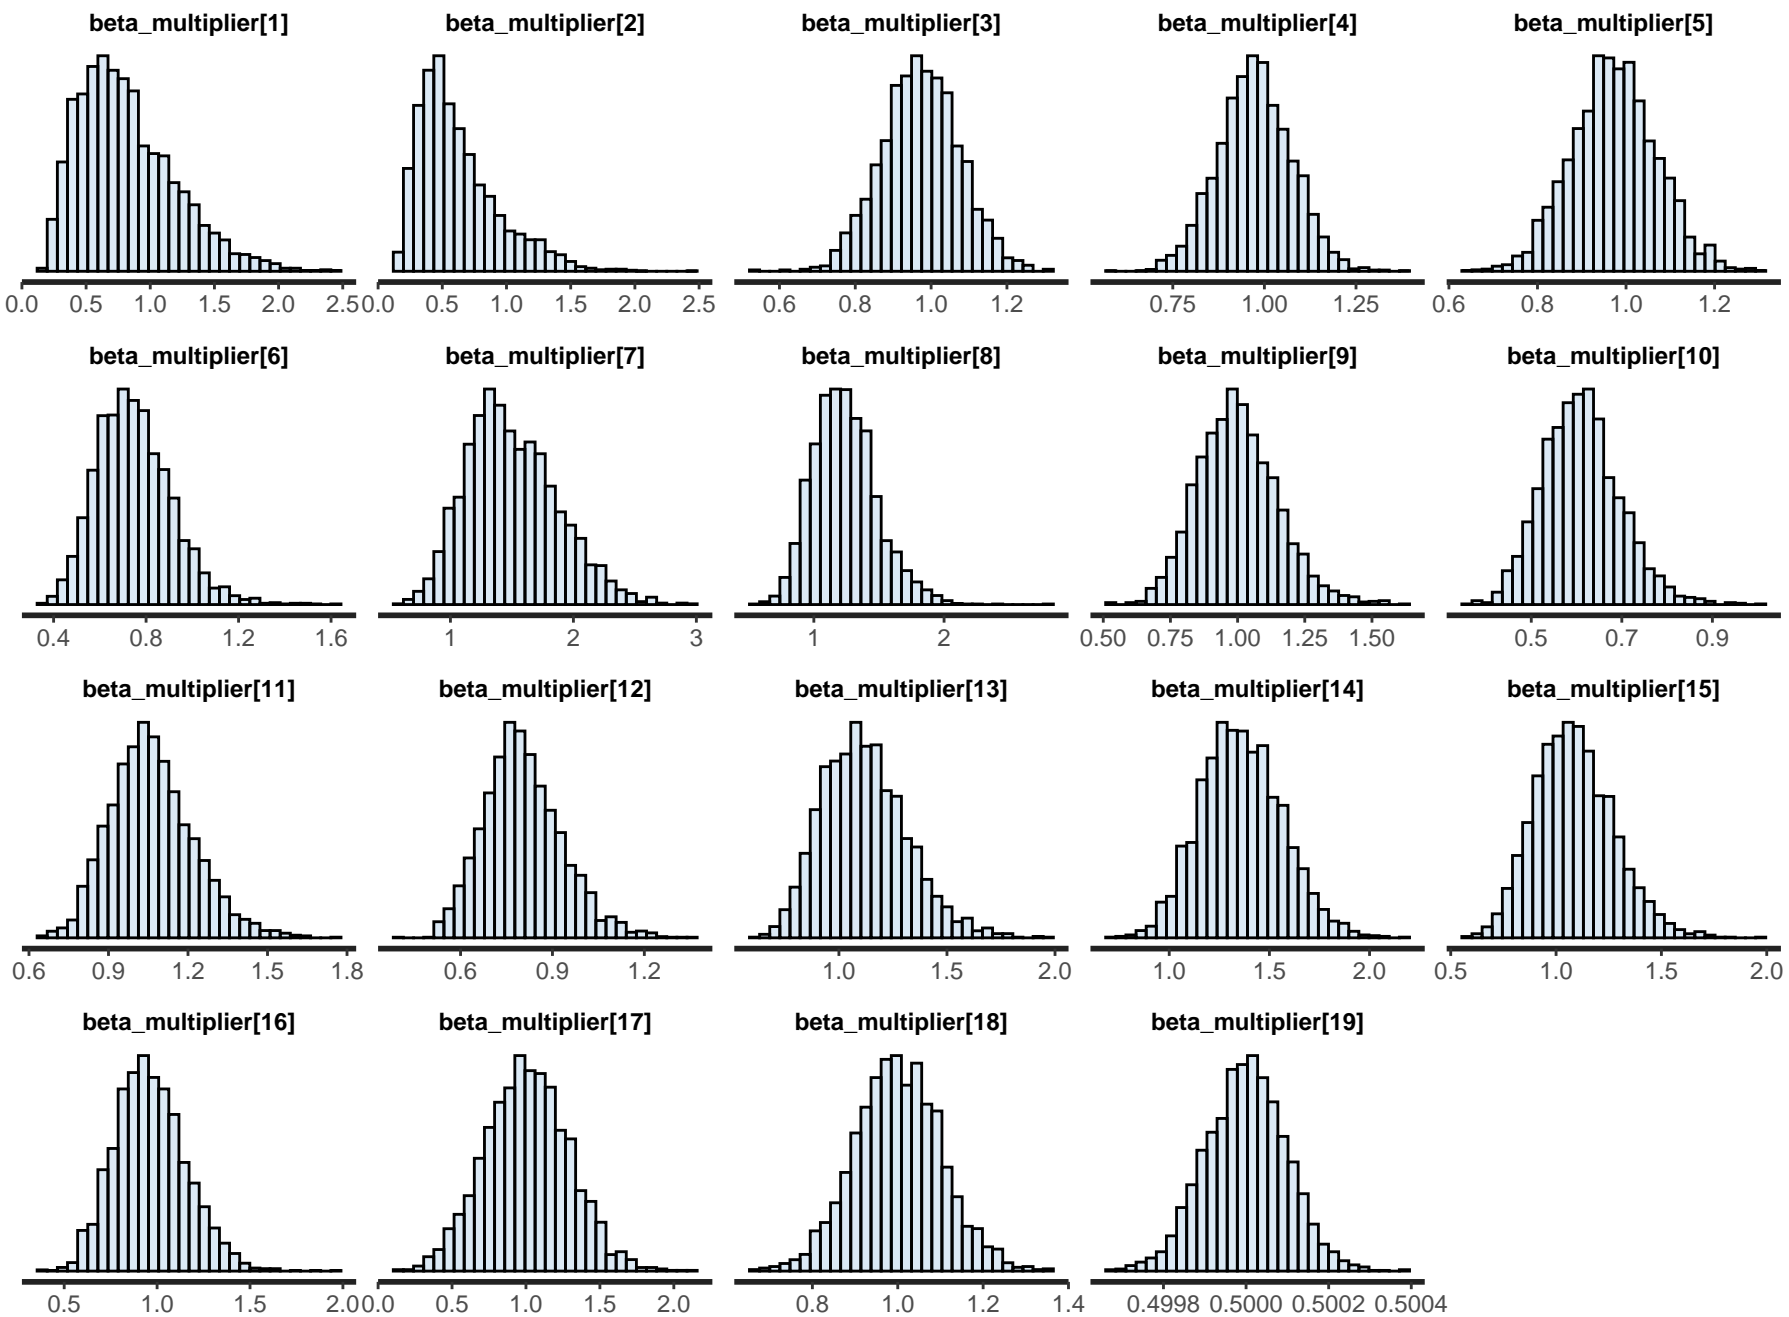 beta_multiplier[1] beta_multiplier[2] beta_multiplier[3] beta_multiplier[4] beta_multiplier[5]
0.0 0.5 1.0 1.5 2.0 2.5 0.0 0.5 1.0 1.5 2.0 2.5 0.6 0.8 1.0 1.2 0.75 1.00 1.25 0.6 0.8 1.0 1.2
beta_multiplier[6] beta_multiplier[7] beta_multiplier[8] beta_multiplier[9] beta_multiplier[10]
0.4 0.8 1.2 1.6 1 2 3 1 2 0.50 0.75 1.00 1.25 1.50 0.5 0.7 0.9
beta_multiplier[11] beta_multiplier[12] beta_multiplier[13] beta_multiplier[14] beta_multiplier[15]
0.6 0.9 1.2 1.5 1.8 0.6 0.9 1.2 1.0 1.5 2.0 1.0 1.5 2.0 0.5 1.0 1.5 2.0
beta_multiplier[16] beta_multiplier[17] beta_multiplier[18] beta_multiplier[19]
0.5 1.0 1.5 2.0 0.0 0.5 1.0 1.5 2.0 0.8 1.0 1.2 1.4 0.4998 0.5000 0.5002 0.5004